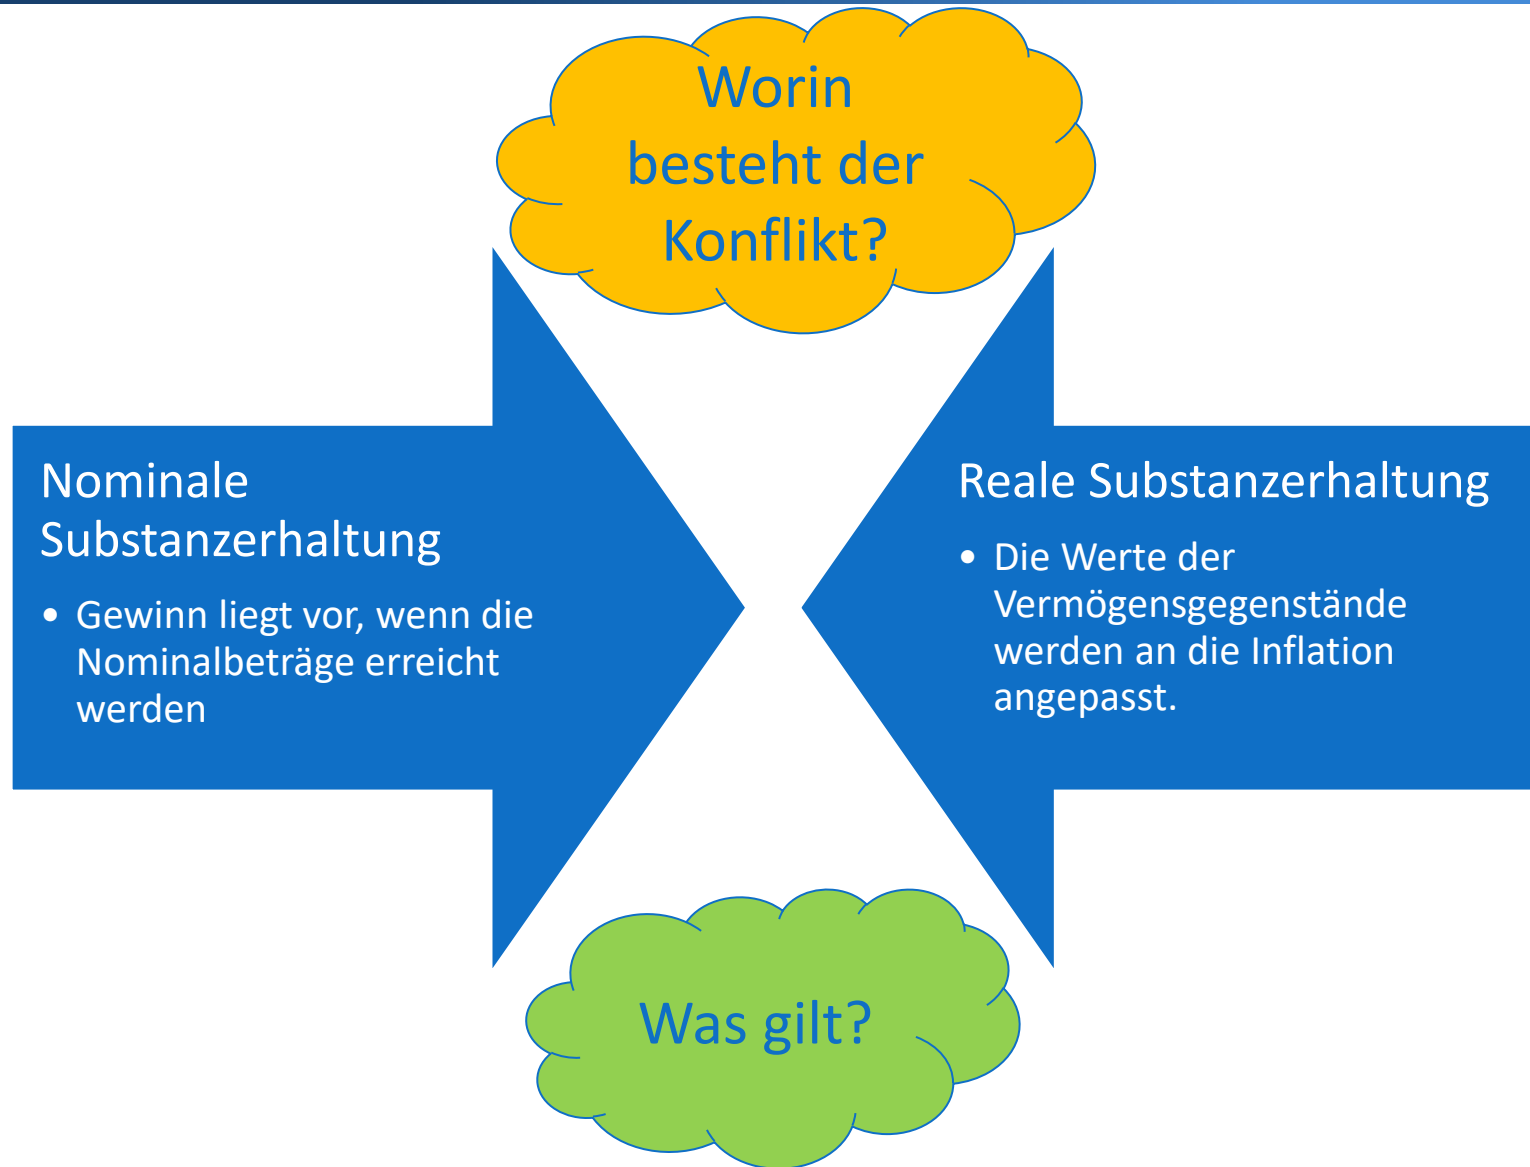 Worin
besteht der
Konflikt?
Nominale
Substanzerhaltung
• Gewinn liegt vor, wenn die
Nominalbeträge erreicht
werden
Reale Substanzerhaltung
• Die Werte der
Vermögensgegenstände
werden an die Inflation
angepasst.
Was gilt?